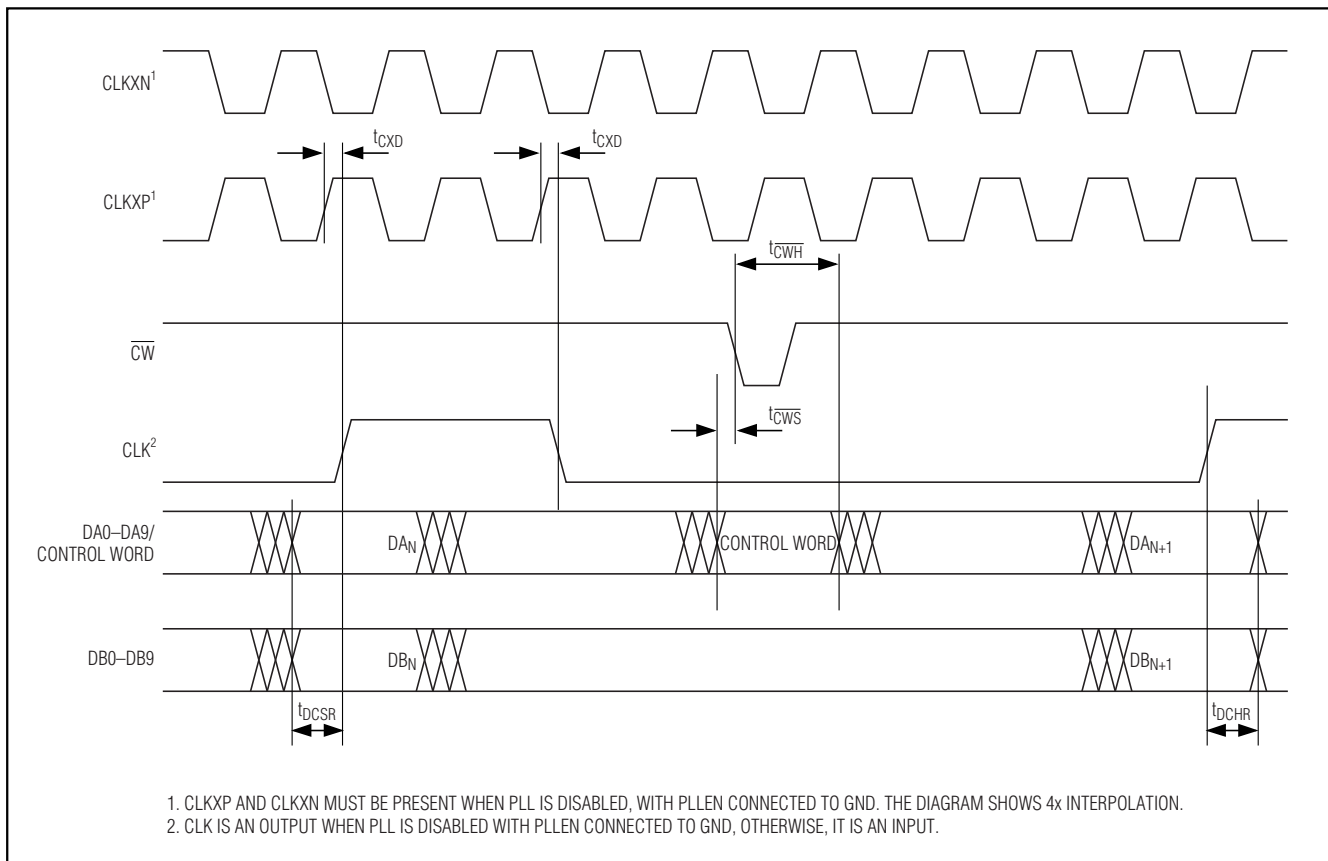 CLKXN¹
tCXD tCXD
CLKXP¹
tC̅W̅H̅
C̅W̅
tC̅W̅S̅
CLK²
DA0–DA9/
CONTROL WORD
DAN CONTROL WORD DAN+1
DB0–DB9 DBN DBN+1
tDCSR tDCHR
1. CLKXP AND CLKXN MUST BE PRESENT WHEN PLL IS DISABLED, WITH PLLEN CONNECTED TO GND. THE DIAGRAM SHOWS 4x INTERPOLATION.
2. CLK IS AN OUTPUT WHEN PLL IS DISABLED WITH PLLEN CONNECTED TO GND, OTHERWISE, IT IS AN INPUT.